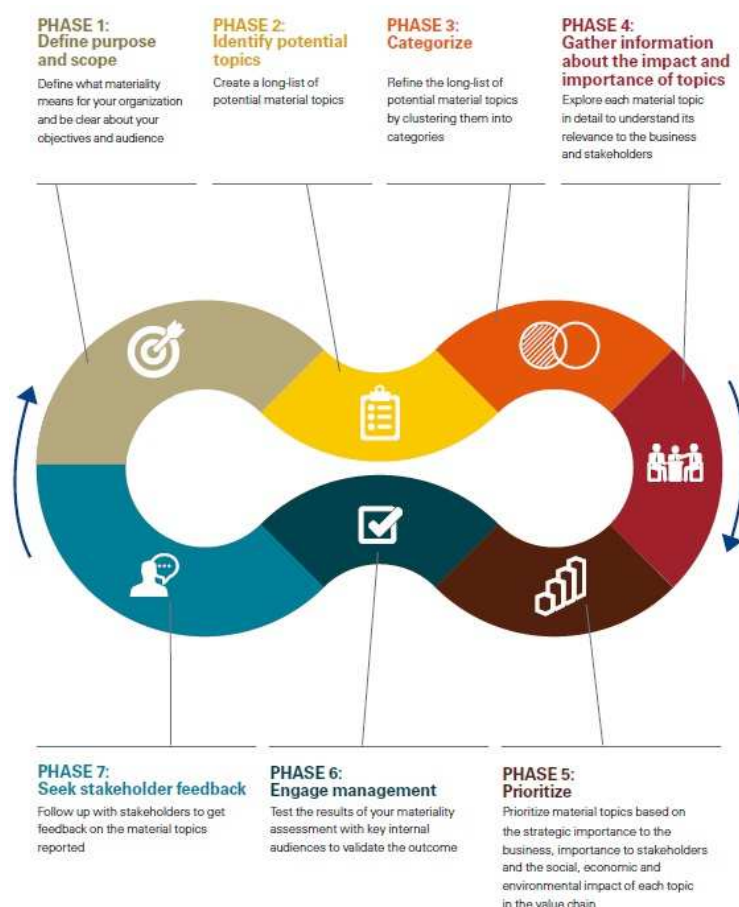 PHASE 1:
Define purpose
and scope
Define what materiality
means for your organization
and be clear about your
objectives and audience
PHASE 2:
Identify potential
topics
Create a long-list of
potential material topics
PHASE 3:
Categorize
Refine the long-list of
potential material topics
by clustering them into
categories
PHASE 4:
Gather information
about the impact and
importance of topics
Explore each material topic
in detail to understand its
relevance to the business
and stakeholders
PHASE 7:
Seek stakeholder feedback
Follow up with stakeholders to get
feedback on the material topics
reported
PHASE 6:
Engage management
Test the results of your materiality
assessment with key internal
audiences to validate the outcome
PHASE 5:
Prioritize
Prioritize material topics based on
the strategic importance to the
business, importance to stakeholders
and the social, economic and
environmental impact of each topic
in the value chain